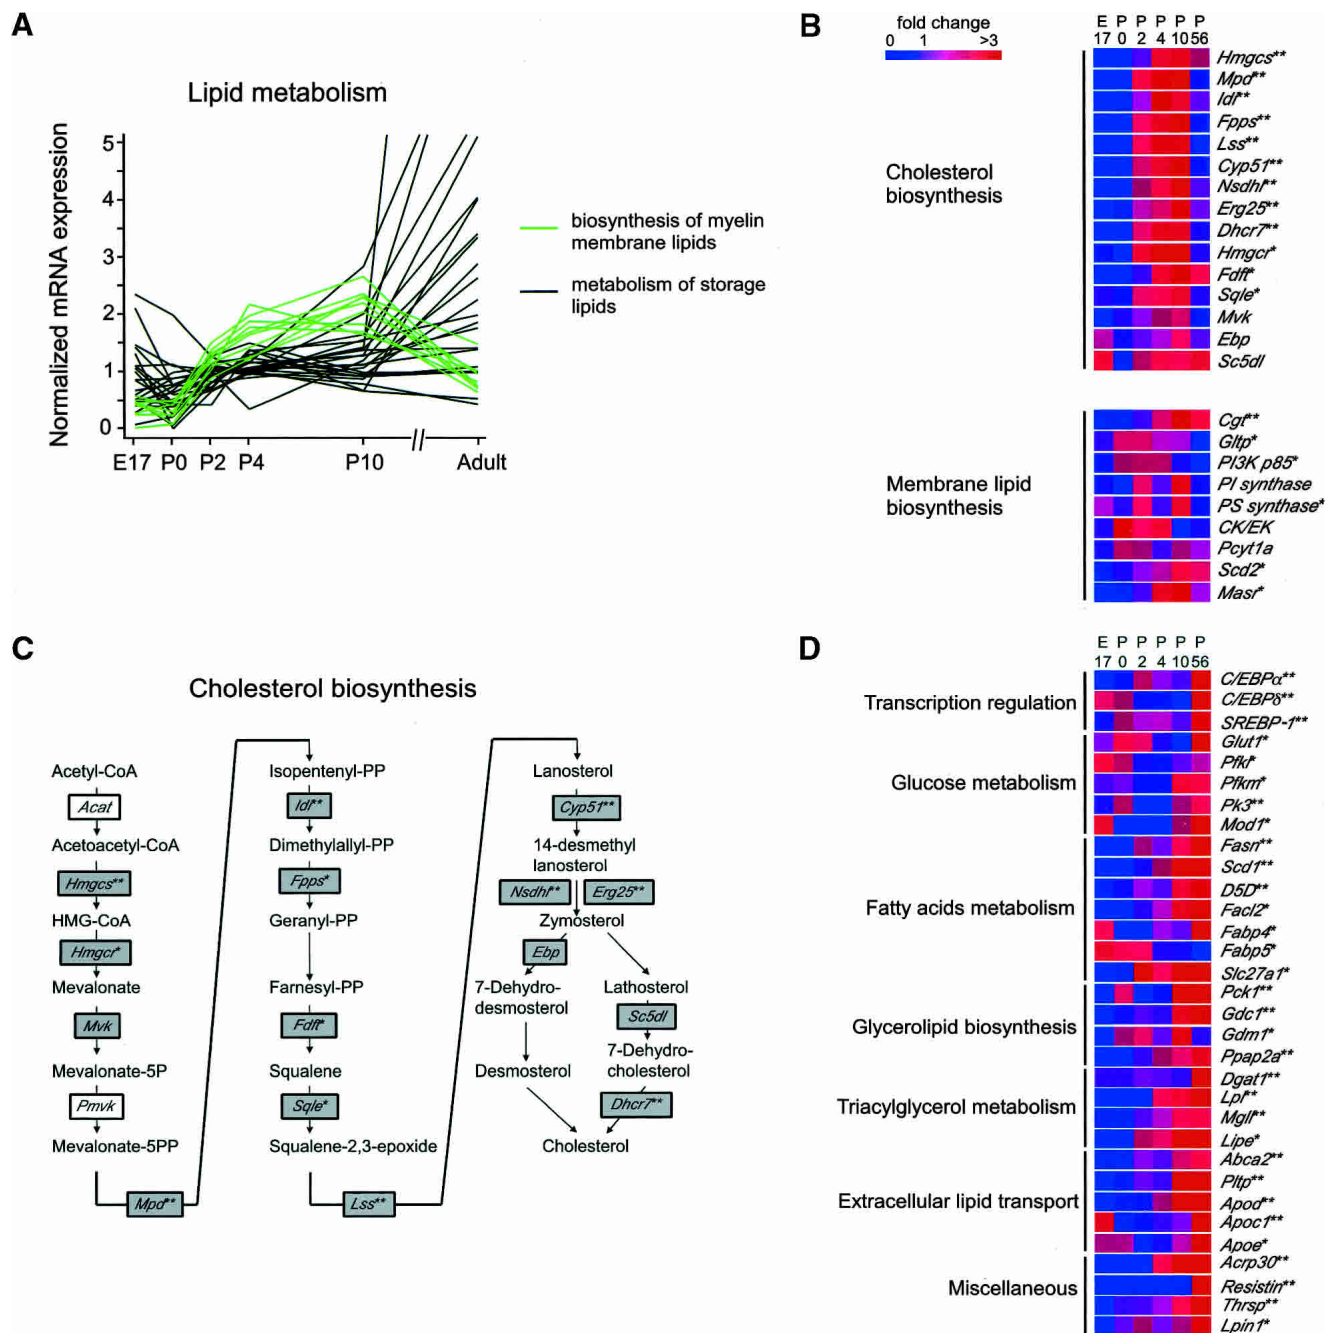 A
Lipid metabolism
Normalized mRNA expression
5
4
3
2
1
0
E17 P0 P2 P4 P10 Adult
biosynthesis of myelin
membrane lipids
metabolism of storage
lipids
B
fold change
0 1 >3
E P P P P P
17 0 2 4 10 56
Cholesterol
biosynthesis
Hmgcs**
Mpd**
Idi**
Fpps**
Lss**
Cyp51**
Nsdhl**
Erg25**
Dhcr7**
Hmgcr*
Fdft*
Sqle*
Mvk
Ebp
Sc5dl
Membrane lipid
biosynthesis
Cgt**
Gltp*
PI3K p85*
PI synthase
PS synthase*
CK/EK
Pcyt1a
Scd2*
Masr*
C
Cholesterol biosynthesis
Acetyl-CoA
Acat
Acetoacetyl-CoA
Hmgcs**
HMG-CoA
Hmgcr*
Mevalonate
Mvk
Mevalonate-5P
Pmvk
Mevalonate-5PP
Mpd**
Isopentenyl-PP
Idi**
Dimethylallyl-PP
Fpps*
Geranyl-PP
Farnesyl-PP
Fdft*
Squalene
Sqle*
Squalene-2,3-epoxide
Lss**
Lanosterol
Cyp51**
14-desmethyl
lanosterol
Nsdhl** Erg25**
Zymosterol
Ebp
7-Dehydro-
desmosterol
Desmosterol
Lathosterol
Sc5dl
7-Dehydro-
cholesterol
Dhcr7**
Cholesterol
D
E P P P P P
17 0 2 4 10 56
Transcription regulation
C/EBPα**
C/EBPδ**
SREBP-1**
Glucose metabolism
Glut1*
Pfkl*
Pfkm*
Pk3**
Mod1*
Fatty acids metabolism
Fasn**
Scd1**
D5D**
Facl2*
Fabp4*
Fabp5*
Slc27a1*
Glycerolipid biosynthesis
Pck1**
Gdc1**
Gdm1*
Ppap2a**
Triacylglycerol metabolism
Dgat1**
Lpl**
Mgll**
Lipe*
Extracellular lipid transport
Abca2**
Pltp**
Apod**
Apoc1**
Apoe*
Miscellaneous
Acrp30**
Resistin**
Thrsp**
Lpin1*